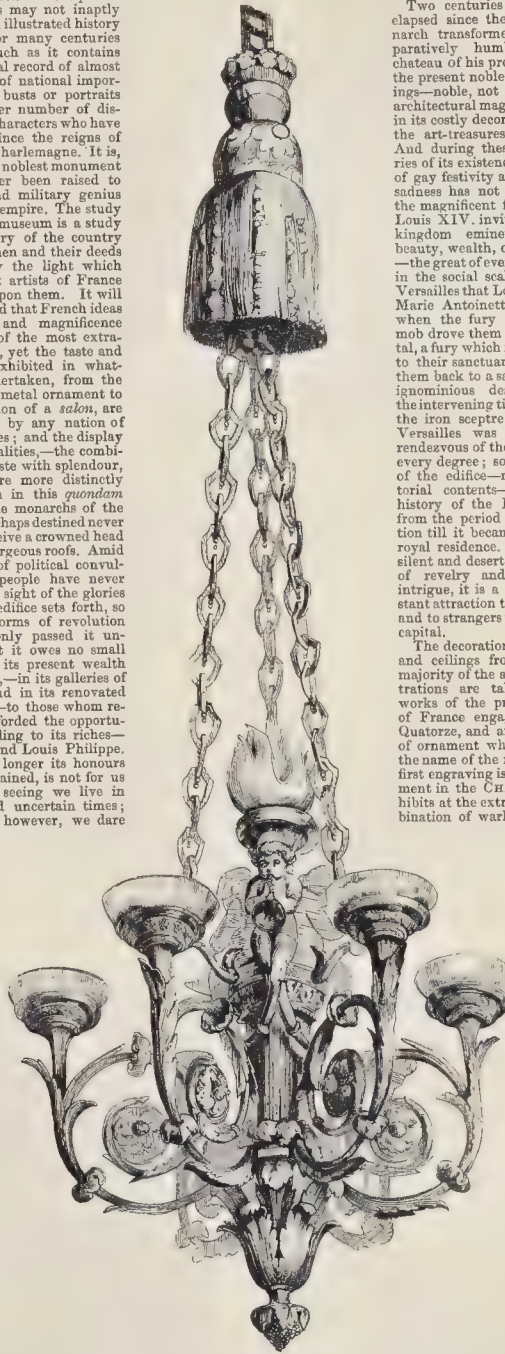 s may not inaptly
illustrated history
or many centuries
uch as it contains
al record of almost
of national impor-
busts or portraits
er number of dis-
haracters who have
ince the reigns of
harlemagne. It is,
noblest monument
er been raised to
nd military genius
empire. The study
museum is a study
ry of the country
nen and their deeds
y the light which
t artists of France
pon them. It will
d that French ideas
and magnificence
of the most extra-
, yet the taste and
xhibited in what-
ertaken, from the
metal ornament to
on of a salon, are
by any nation of
es; and the display
alities,—the combi-
ste with splendour,
re more distinctly
n in this quondam
e monarchs of the
haps destined never
eive a crowned head
rgeous roofs. Amid
of political convul-
people have never
sight of the glories
edifice sets forth, so
orms of revolution
only passed it un-
t it owes no small
its present wealth
,—in its galleries of
nd in its renovated
—to those whom re-
forded the opportu-
ding to its riches—
nd Louis Philippe.
longer its honours
ained, is not for us
seeing we live in
d uncertain times;
however, we dare
Two centuries
elapsed since the
narch transforme
paratively humb
chateau of his pre
the present noble
ings—noble, not
architectural magn
in its costly decor
the art-treasures
And during thes
ries of its existenc
of gay festivity a
sadness has not
the magnificent f
Louis XIV. invit
kingdom emine
beauty, wealth, o
—the great of ever
in the social scal
Versailles that Lo
Marie Antoinett
when the fury
mob drove them
tal, a fury which
to their sanctuar
them back to a sa
ignominious de
the intervening ti
the iron sceptre
Versailles was
rendezvous of the
every degree; so
of the edifice—
torial contents—
history of the
from the period
tion till it becam
royal residence.
silent and desert
of revelry and
intrigue, it is a
stant attraction t
and to strangers
capital.
The decoration
and ceilings fro
majority of the a
trations are tal
works of the pr
of France enga
Quatorze, and a
of ornament wh
the name of the
first engraving is
ment in the CH
hibits at the extr
bination of warl